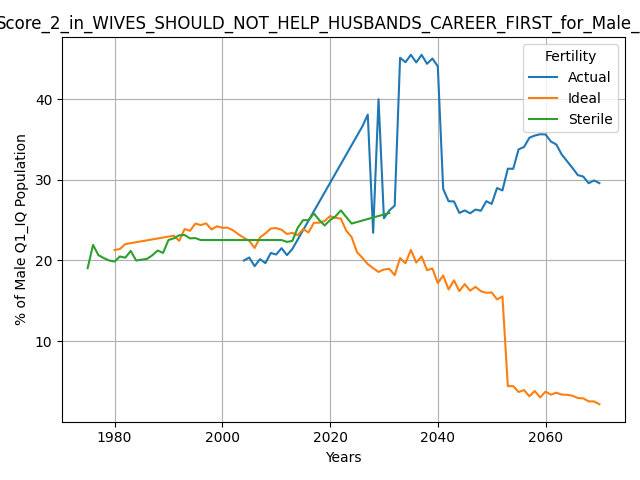 Score_2_in_WIVES_SHOULD_NOT_HELP_HUSBANDS_CAREER_FIRST_for_Male_
Fertility
Actual
Ideal
Sterile
% of Male Q1_IQ Population
40
30
20
10
1980 2000 2020 2040 2060
Years